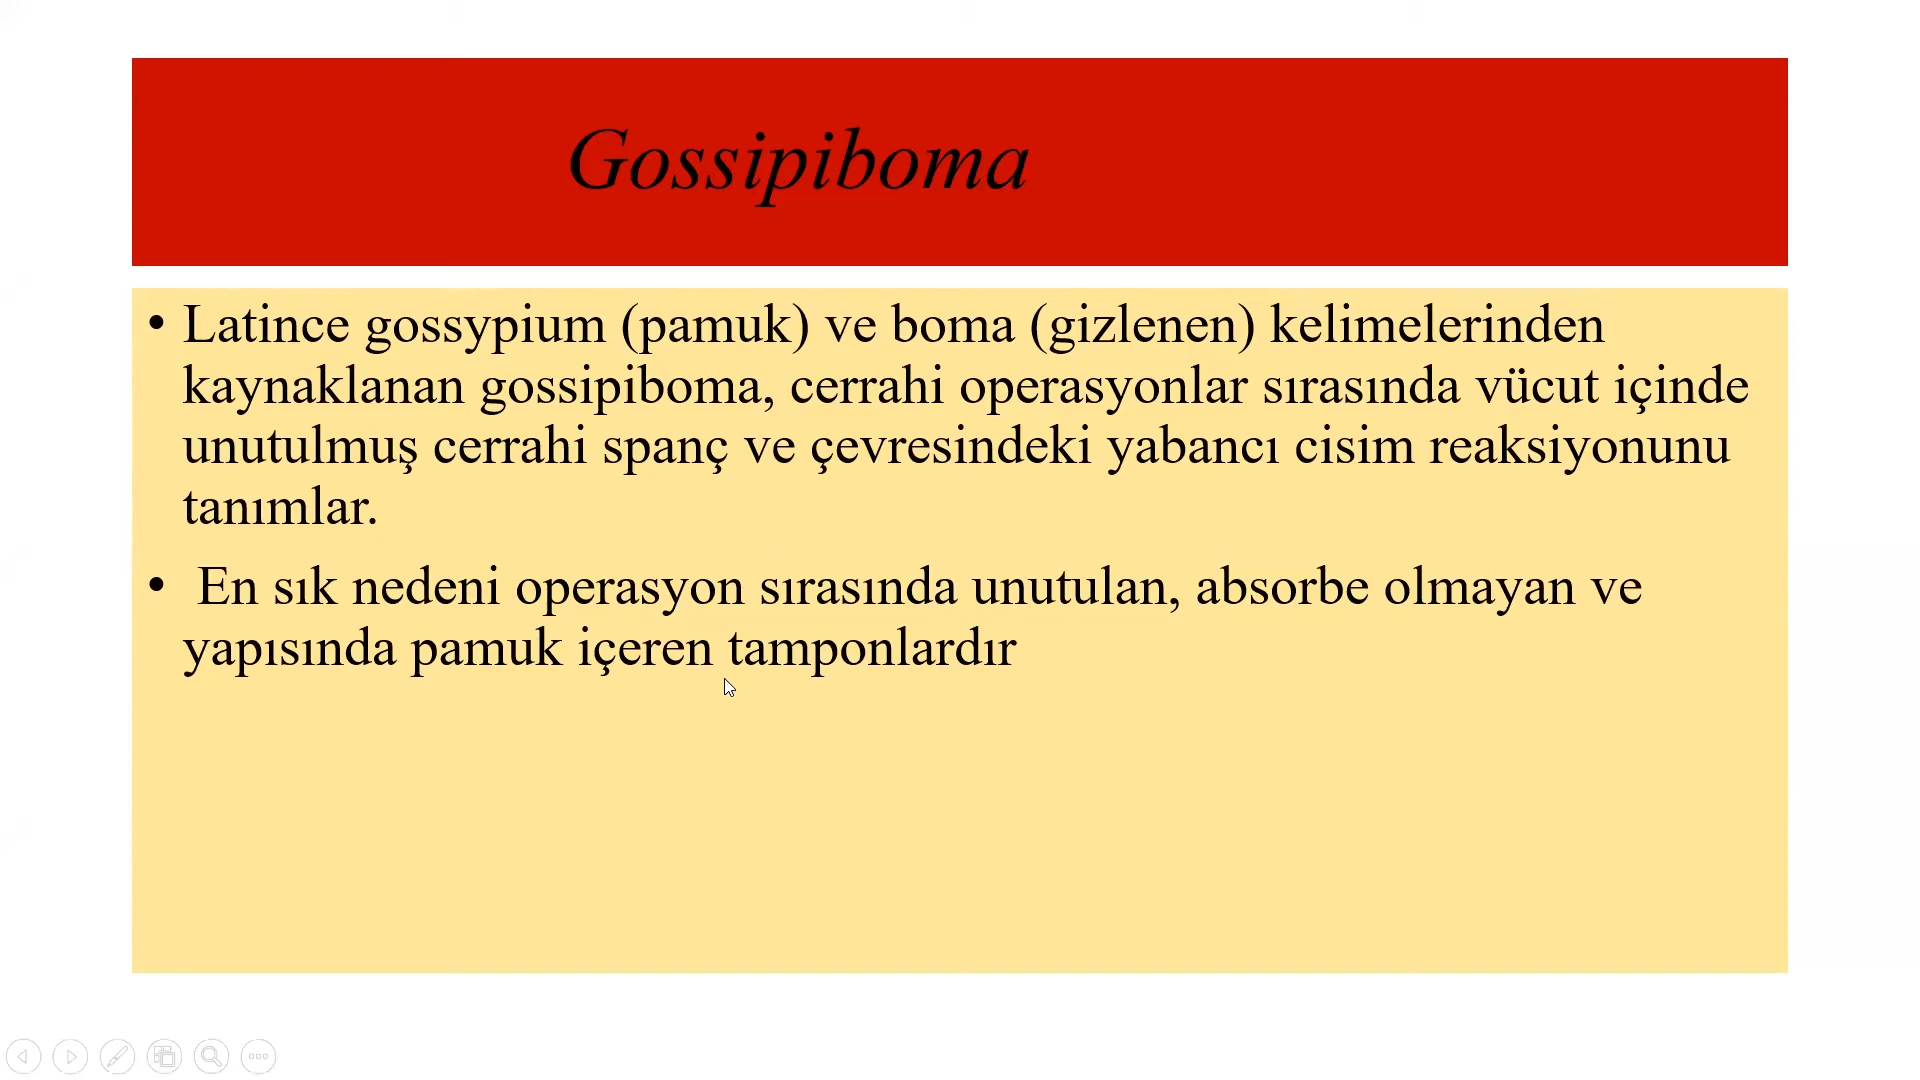 Gossipiboma
• Latince gossypium (pamuk) ve boma (gizlenen) kelimelerinden
kaynaklanan gossipiboma, cerrahi operasyonlar sırasında vücut içinde
unutulmuş cerrahi spanç ve çevresindeki yabancı cisim reaksiyonunu
tanımlar.
• En sık nedeni operasyon sırasında unutulan, absorbe olmayan ve
yapısında pamuk içeren tamponlardır